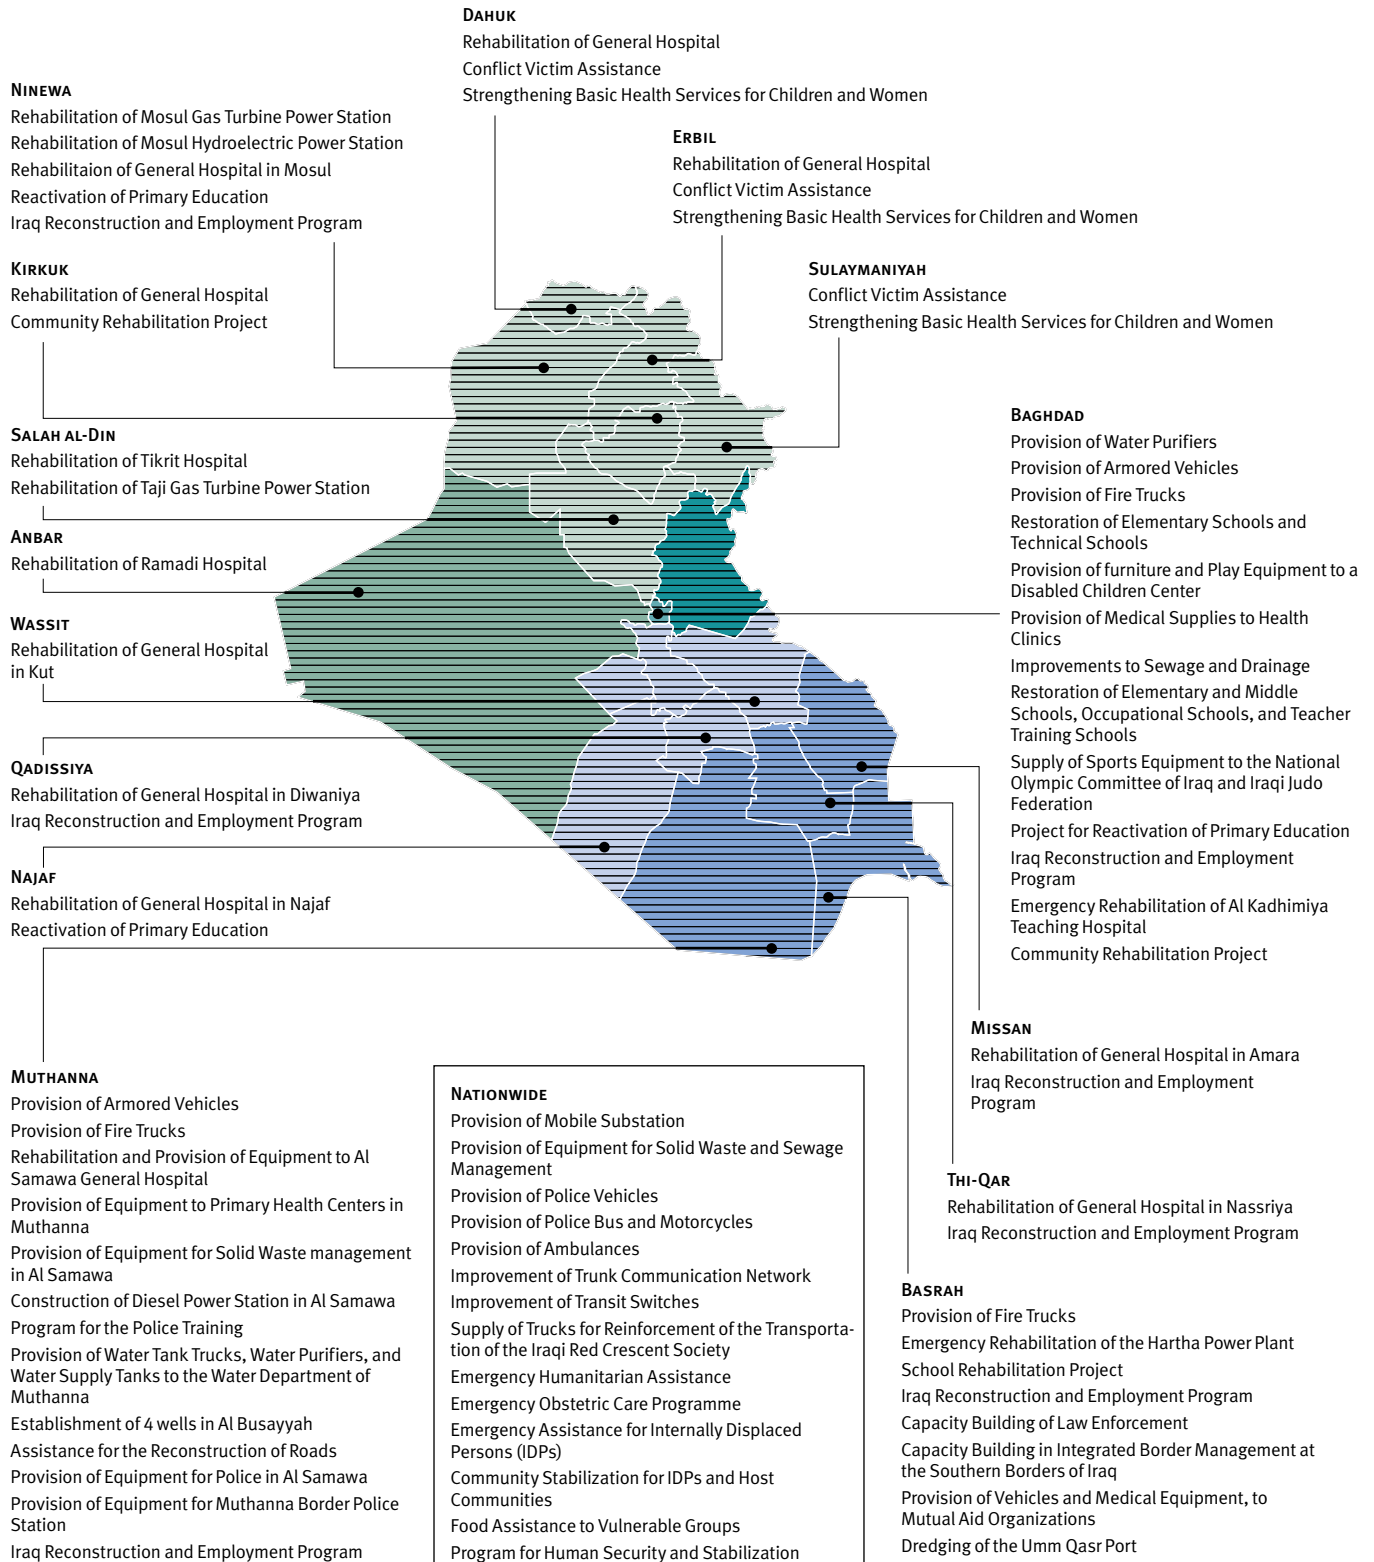 DAHUK
Rehabilitation of General Hospital
Conflict Victim Assistance
Strengthening Basic Health Services for Children and Women
NINEWA
Rehabilitation of Mosul Gas Turbine Power Station
Rehabilitation of Mosul Hydroelectric Power Station
Rehabilitaion of General Hospital in Mosul
Reactivation of Primary Education
Iraq Reconstruction and Employment Program
ERBIL
Rehabilitation of General Hospital
Conflict Victim Assistance
Strengthening Basic Health Services for Children and Women
KIRKUK
Rehabilitation of General Hospital
Community Rehabilitation Project
SULAYMANIYAH
Conflict Victim Assistance
Strengthening Basic Health Services for Children and Women
SALAH AL-DIN
Rehabilitation of Tikrit Hospital
Rehabilitation of Taji Gas Turbine Power Station
ANBAR
Rehabilitation of Ramadi Hospital
WASSIT
Rehabilitation of General Hospital
in Kut
QADISSIYA
Rehabilitation of General Hospital in Diwaniya
Iraq Reconstruction and Employment Program
NAJAF
Rehabilitation of General Hospital in Najaf
Reactivation of Primary Education
BAGHDAD
Provision of Water Purifiers
Provision of Armored Vehicles
Provision of Fire Trucks
Restoration of Elementary Schools and
Technical Schools
Provision of furniture and Play Equipment to a
Disabled Children Center
Provision of Medical Supplies to Health
Clinics
Improvements to Sewage and Drainage
Restoration of Elementary and Middle
Schools, Occupational Schools, and Teacher
Training Schools
Supply of Sports Equipment to the National
Olympic Committee of Iraq and Iraqi Judo
Federation
Project for Reactivation of Primary Education
Iraq Reconstruction and Employment
Program
Emergency Rehabilitation of Al Kadhimiya
Teaching Hospital
Community Rehabilitation Project
MISSAN
Rehabilitation of General Hospital in Amara
Iraq Reconstruction and Employment
Program
THI-QAR
Rehabilitation of General Hospital in Nassriya
Iraq Reconstruction and Employment Program
MUTHANNA
Provision of Armored Vehicles
Provision of Fire Trucks
Rehabilitation and Provision of Equipment to Al
Samawa General Hospital
Provision of Equipment to Primary Health Centers in
Muthanna
Provision of Equipment for Solid Waste management
in Al Samawa
Construction of Diesel Power Station in Al Samawa
Program for the Police Training
Provision of Water Tank Trucks, Water Purifiers, and
Water Supply Tanks to the Water Department of
Muthanna
Establishment of 4 wells in Al Busayyah
Assistance for the Reconstruction of Roads
Provision of Equipment for Police in Al Samawa
Provision of Equipment for Muthanna Border Police
Station
Iraq Reconstruction and Employment Program
NATIONWIDE
Provision of Mobile Substation
Provision of Equipment for Solid Waste and Sewage
Management
Provision of Police Vehicles
Provision of Police Bus and Motorcycles
Provision of Ambulances
Improvement of Trunk Communication Network
Improvement of Transit Switches
Supply of Trucks for Reinforcement of the Transporta-
tion of the Iraqi Red Crescent Society
Emergency Humanitarian Assistance
Emergency Obstetric Care Programme
Emergency Assistance for Internally Displaced
Persons (IDPs)
Community Stabilization for IDPs and Host
Communities
Food Assistance to Vulnerable Groups
Program for Human Security and Stabilization
BASRAH
Provision of Fire Trucks
Emergency Rehabilitation of the Hartha Power Plant
School Rehabilitation Project
Iraq Reconstruction and Employment Program
Capacity Building of Law Enforcement
Capacity Building in Integrated Border Management at
the Southern Borders of Iraq
Provision of Vehicles and Medical Equipment, to
Mutual Aid Organizations
Dredging of the Umm Qasr Port